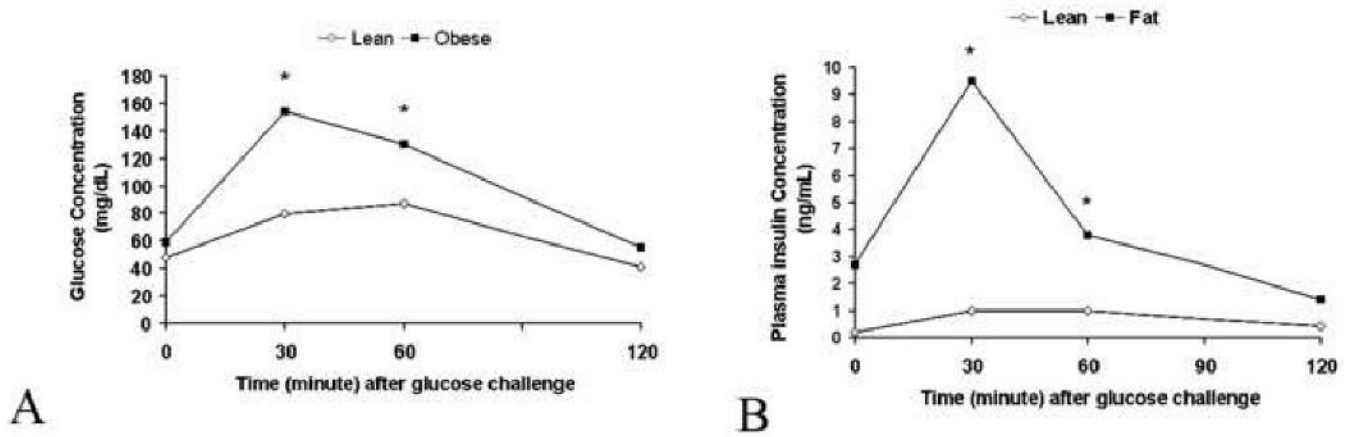 Lean Obese
Glucose Concentration
(mg/dL)
180
160
140
120
100
80
60
40
20
0
*
*
0 30 60 120
Time (minute) after glucose challenge
A
Lean Fat
Plasma insulin Concentration
(ng/mL)
10
9
8
7
6
5
4
3
2
1
0
*
*
0 30 60 90 120
Time (minute) after glucose challenge
B